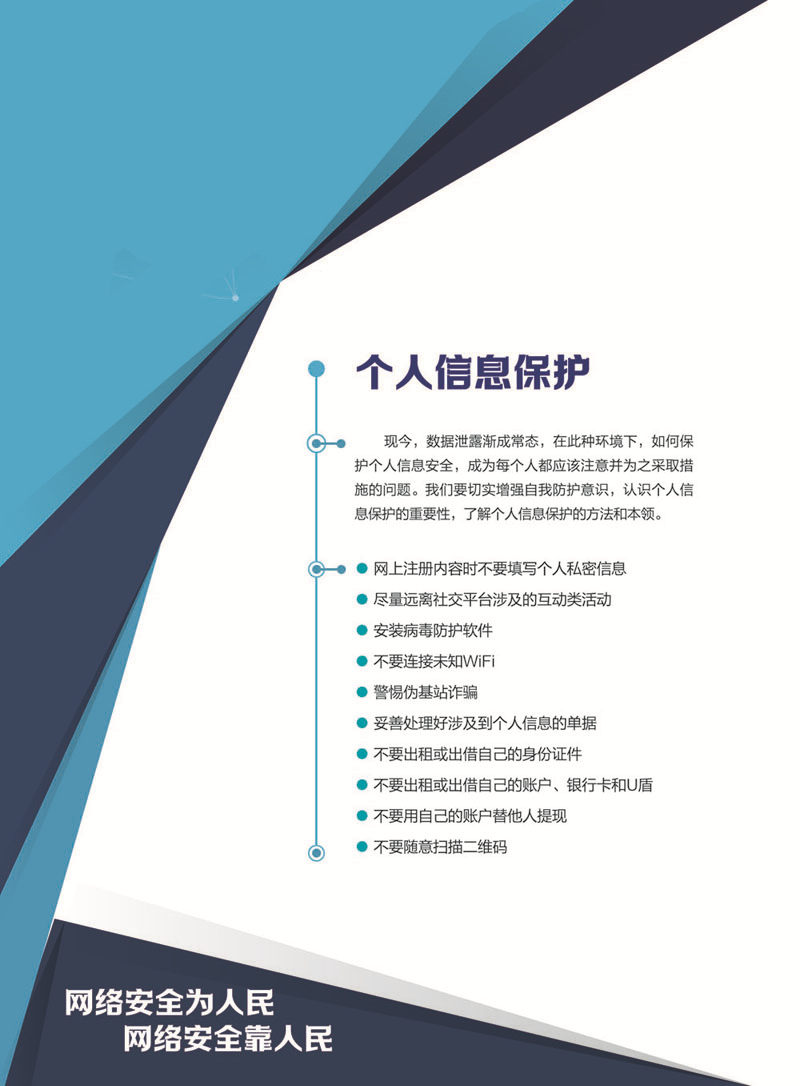 个人信息保护
现今，数据泄露渐成常态，在此种环境下，如何保
护个人信息安全，成为每个人都应该注意并为之采取措
施的问题。我们要切实增强自我防护意识，认识个人信
息保护的重要性，了解个人信息保护的方法和本领。
● 网上注册内容时不要填写个人私密信息
● 尽量远离社交平台涉及的互动类活动
● 安装病毒防护软件
● 不要连接未知WiFi
● 警惕伪基站诈骗
● 妥善处理好涉及到个人信息的单据
● 不要出租或出借自己的身份证件
● 不要出租或出借自己的账户、银行卡和U盾
● 不要用自己的账户替他人提现
● 不要随意扫描二维码
网络安全为人民
网络安全靠人民